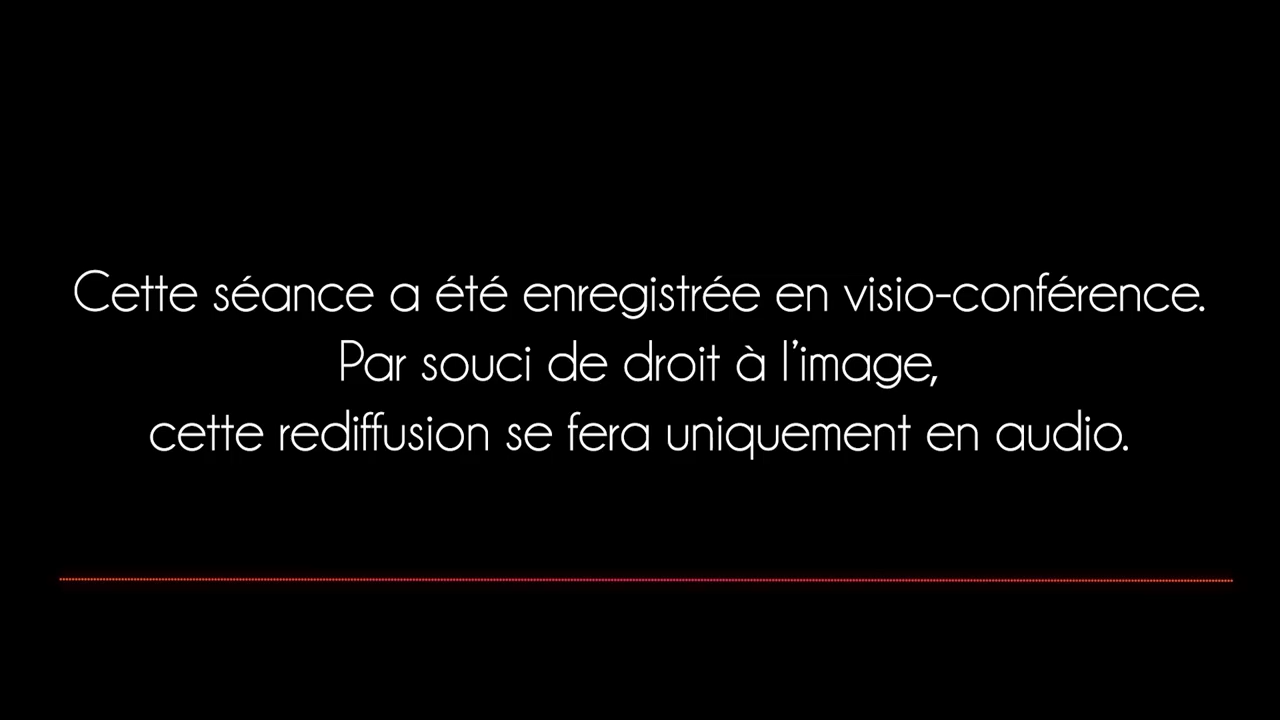 Cette séance a été enregistrée en visio-conférence.
Par souci de droit à l'image,
cette rediffusion se fera uniquement en audio.